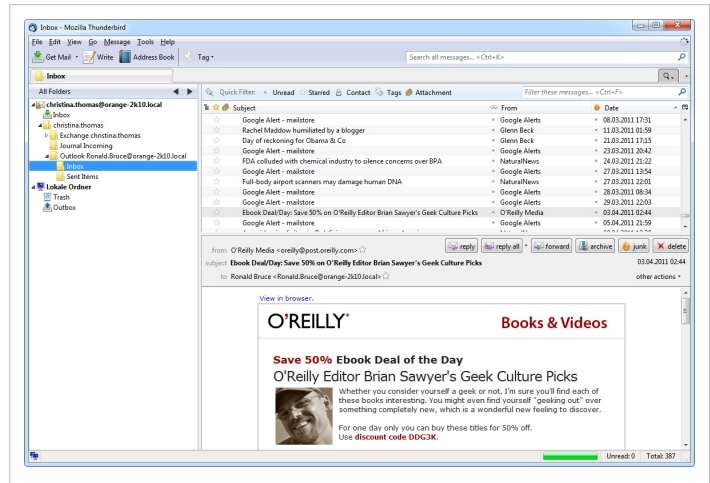 Inbox - Mozilla Thunderbird
File Edit View Go Message Tools Help
Get Mail Write Address Book Tag
Search all messages... <Ctrl+K>
Inbox
All Folders
Quick Filter: Unread Starred Contact Tags Attachment
Filter these messages... <Ctrl+F>
christina.thomas@orange-2k10.local
Inbox
christina.thomas
Exchange christina.thomas
Journal Incoming
Outlook Ronald.Bruce@orange-2k10.local
Inbox
Sent Items
Lokale Ordner
Trash
Outbox
Subject From Date
Google Alert - mailstore Google Alerts 08.03.2011 17:31
Rachel Maddow humiliated by a blogger Glenn Beck 11.03.2011 01:59
Day of reckoning for Obama & Co Glenn Beck 21.03.2011 17:15
Google Alert - mailstore Google Alerts 23.03.2011 20:42
FDA colluded with chemical industry to silence concerns over BPA NaturalNews 24.03.2011 21:22
Google Alert - mailstore Google Alerts 27.03.2011 13:54
Full-body airport scanners may damage human DNA NaturalNews 27.03.2011 22:01
Google Alert - mailstore Google Alerts 28.03.2011 08:34
Google Alert - mailstore Google Alerts 29.03.2011 22:03
Ebook Deal/Day: Save 50% on O'Reilly Editor Brian Sawyer's Geek Culture Picks O'Reilly Media 03.04.2011 02:44
Google Alert - mailstore Google Alerts 05.04.2011 21:59
from O'Reilly Media <oreilly@post.oreilly.com>
reply reply all forward archive junk delete
subject Ebook Deal/Day: Save 50% on O'Reilly Editor Brian Sawyer's Geek Culture Picks 03.04.2011 02:44
to Ronald Bruce <Ronald.Bruce@orange-2k10.local> other actions
View in browser.
O'REILLY® Books & Videos
Save 50% Ebook Deal of the Day
O'Reilly Editor Brian Sawyer's Geek Culture Picks
Whether you consider yourself a geek or not, I'm sure you'll find each of
these books interesting. You might even find yourself "geeking out" over
something completely new, which is a wonderful new feeling to discover.
For one day only you can buy these titles for 50% off.
Use discount code DDG3K.
Unread: 0 Total: 387